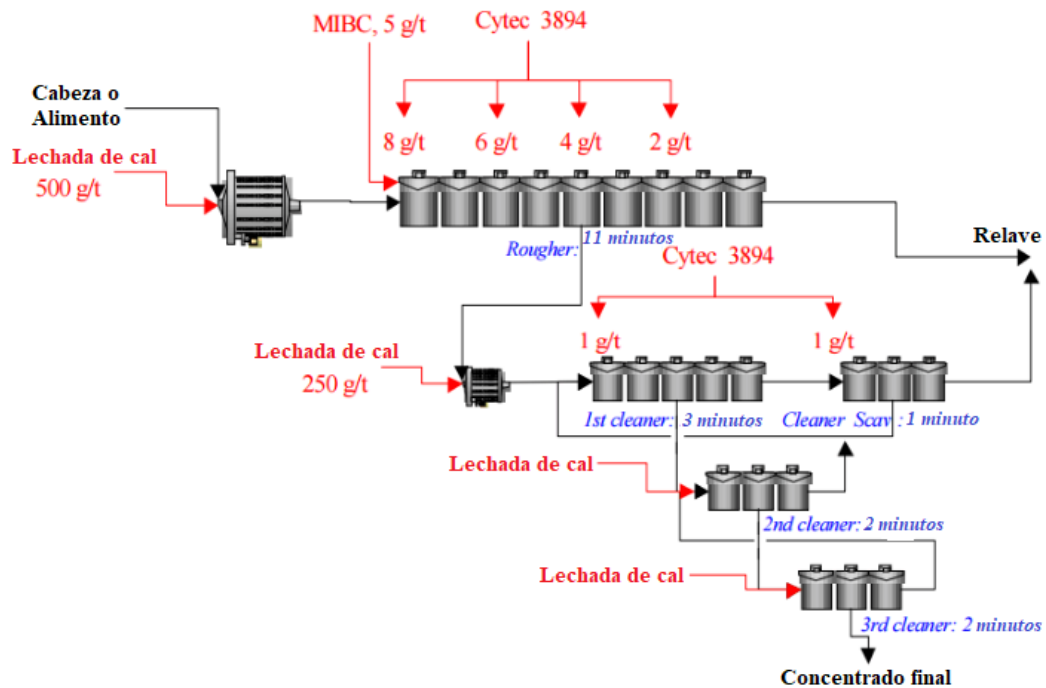 MIBC, 5 g/t
Cytec 3894
Cabeza o
Alimento
8 g/t
6 g/t
4 g/t
2 g/t
Lechada de cal
500 g/t
Relave
Rougher: 11 minutos
Cytec 3894
Lechada de cal
250 g/t
1 g/t
1 g/t
1st cleaner: 3 minutos
Cleaner Scav : 1 minuto
Lechada de cal
2nd cleaner: 2 minutos
Lechada de cal
3rd cleaner: 2 minutos
Concentrado final